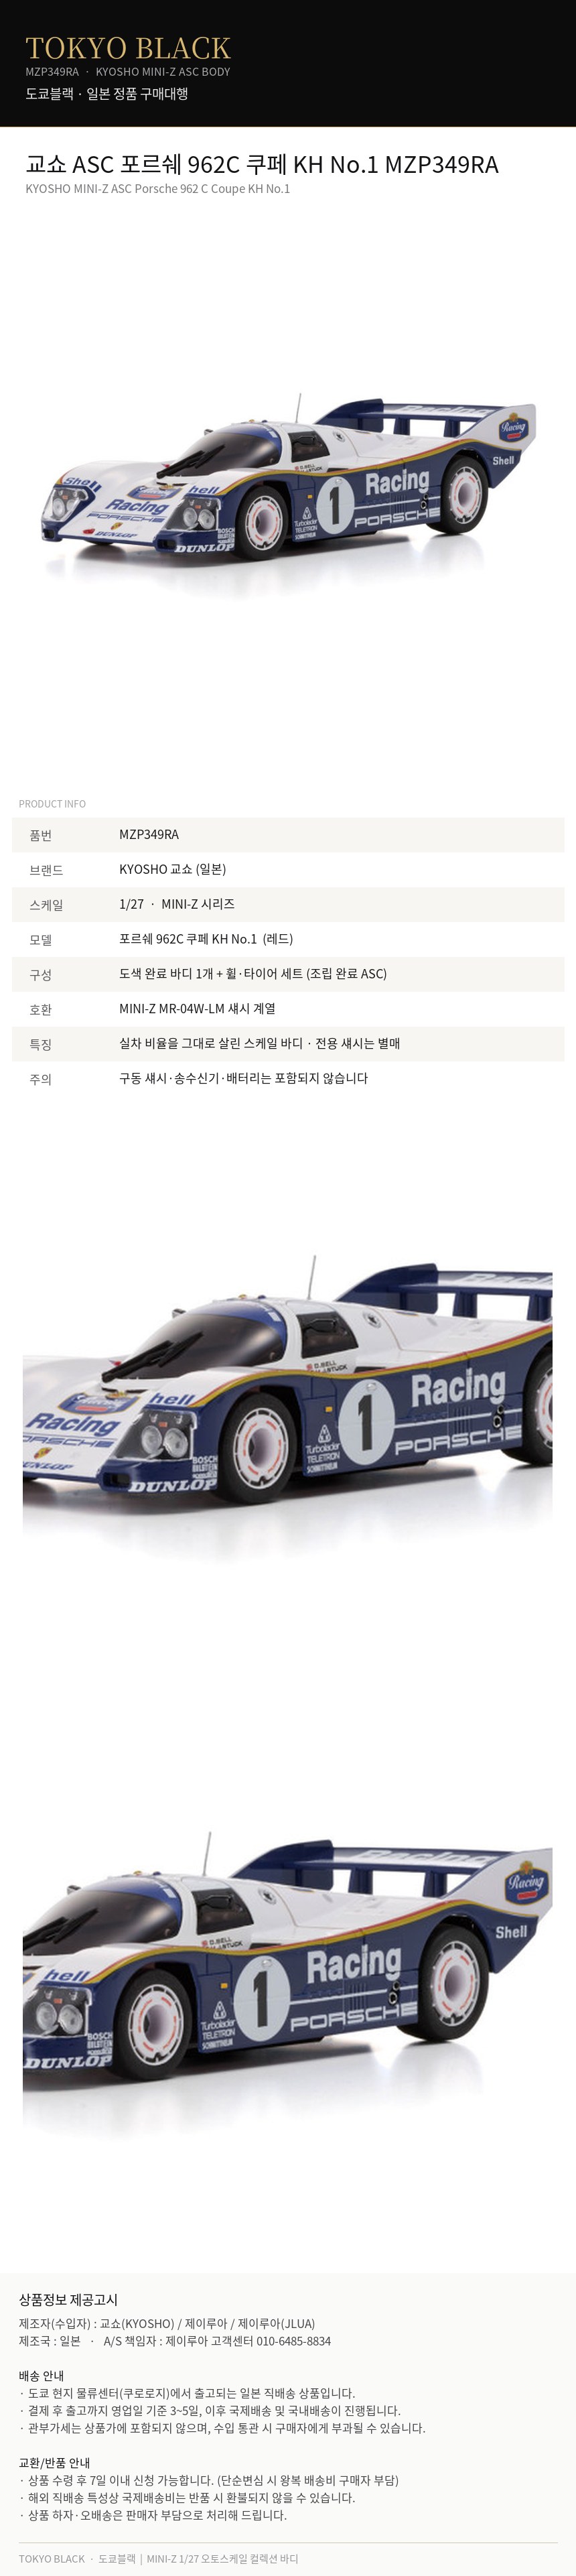 TOKYO BLACK
MZP349RA · KYOSHO MINI-Z ASC BODY
도쿄블랙 · 일본 정품 구매대행
교쇼 ASC 포르쉐 962C 쿠페 KH No.1 MZP349RA
KYOSHO MINI-Z ASC Porsche 962 C Coupe KH No.1
Racing
Shell
Shell
Racing
DUNLOP
DUNLOP
1
Racing
PORSCHE
PRODUCT INFO
품번 MZP349RA
브랜드 KYOSHO 교쇼 (일본)
스케일 1/27 · MINI-Z 시리즈
모델 포르쉐 962C 쿠페 KH No.1 (레드)
구성 도색 완료 바디 1개 + 휠·타이어 세트 (조립 완료 ASC)
호환 MINI-Z MR-04W-LM 섀시 계열
특징 실차 비율을 그대로 살린 스케일 바디 · 전용 섀시는 별매
주의 구동 섀시·송수신기·배터리는 포함되지 않습니다
D.BELL
hell
Racing
PORSCHE
DUNLOP
BOSCH
1
Turbolader
TELETRON
SCHNITTHELM
Racing
PORSCHE
Racing
Shell
D.BELL
hell
BOSCH
DUNLOP
1
Turbolader
TELETRON
SCHNITTHELM
Racing
PORSCHE
상품정보 제공고시
제조자(수입자) : 교쇼(KYOSHO) / 제이루아 / 제이루아(JLUA)
제조국 : 일본 · A/S 책임자 : 제이루아 고객센터 010-6485-8834
배송 안내
· 도쿄 현지 물류센터(쿠로로지)에서 출고되는 일본 직배송 상품입니다.
· 결제 후 출고까지 영업일 기준 3~5일, 이후 국제배송 및 국내배송이 진행됩니다.
· 관부가세는 상품가에 포함되지 않으며, 수입 통관 시 구매자에게 부과될 수 있습니다.
교환/반품 안내
· 상품 수령 후 7일 이내 신청 가능합니다. (단순변심 시 왕복 배송비 구매자 부담)
· 해외 직배송 특성상 국제배송비는 반품 시 환불되지 않을 수 있습니다.
· 상품 하자·오배송은 판매자 부담으로 처리해 드립니다.
TOKYO BLACK · 도쿄블랙 | MINI-Z 1/27 오토스케일 컬렉션 바디